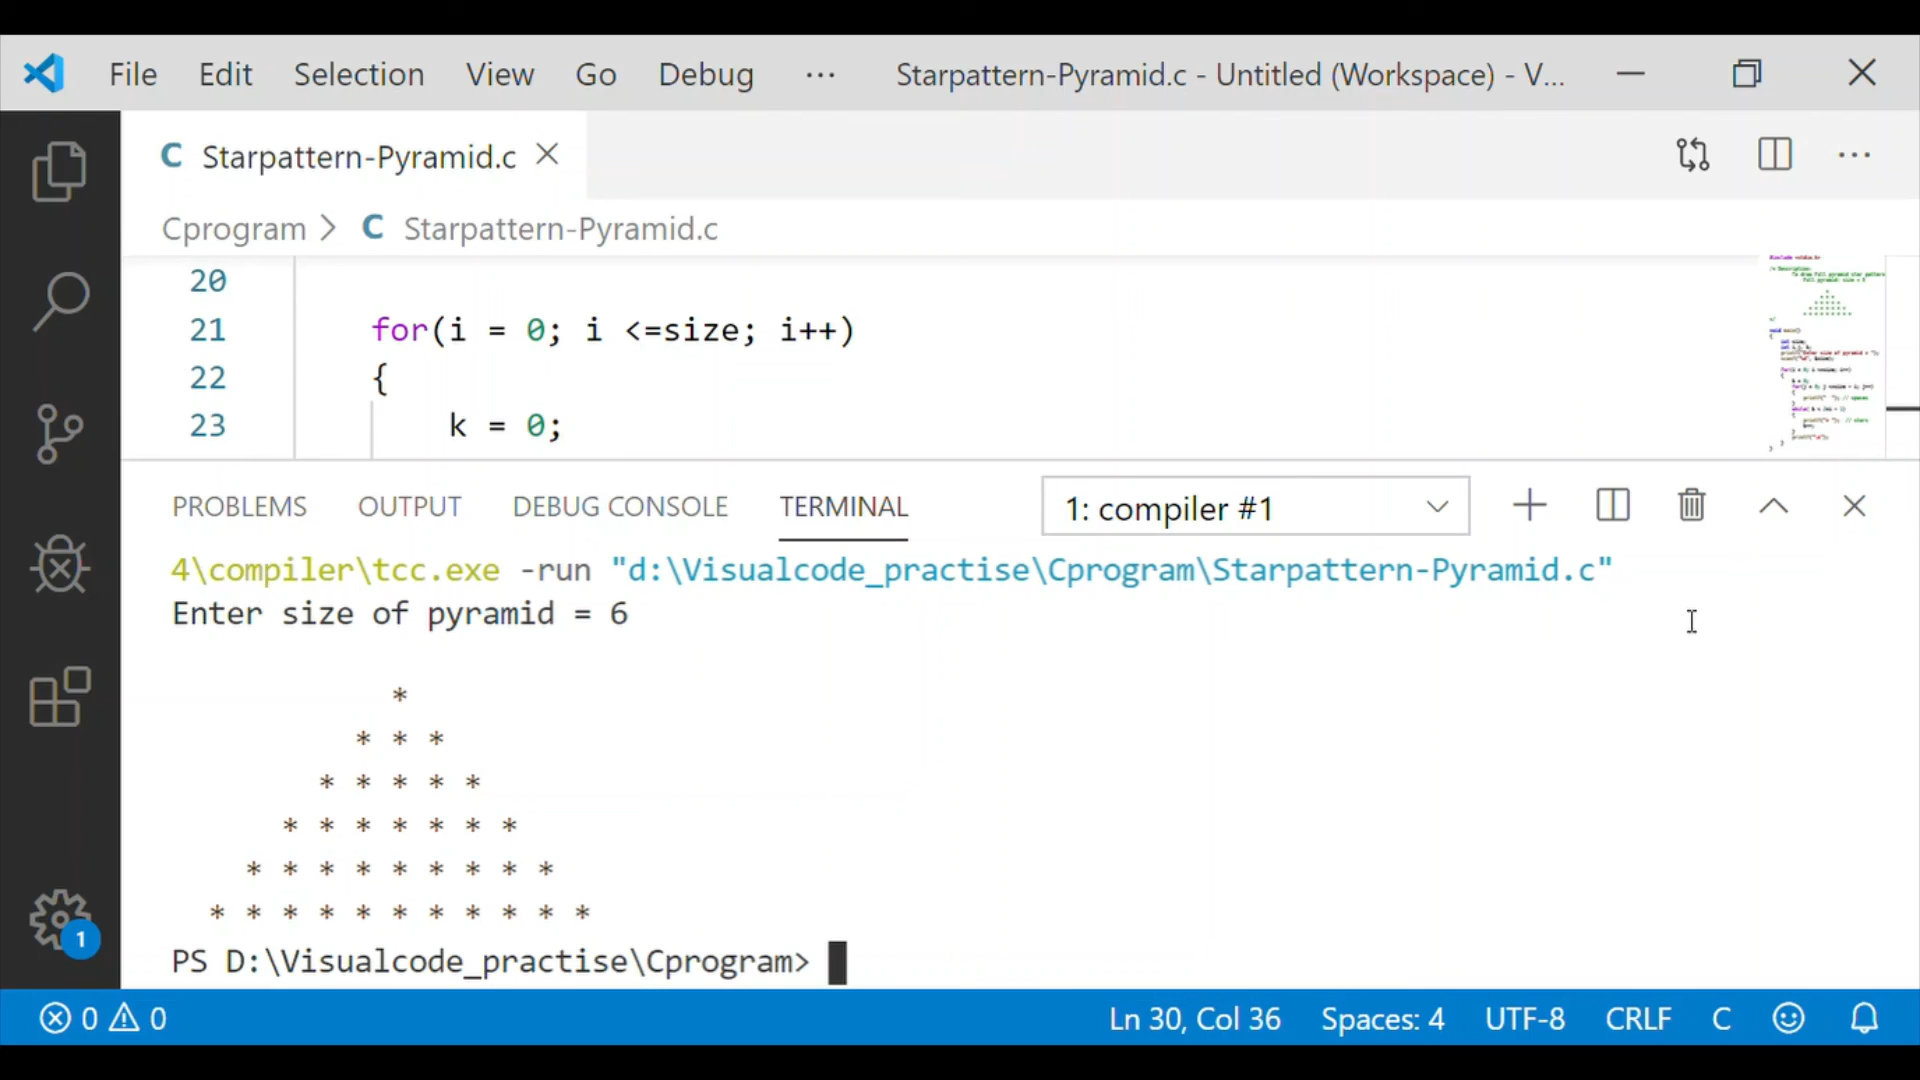 File Edit Selection View Go Debug ... Starpattern-Pyramid.c - Untitled (Workspace) - V...
C Starpattern-Pyramid.c
Cprogram > C Starpattern-Pyramid.c
20
21 for(i = 0; i <=size; i++)
22 {
23 k = 0;
PROBLEMS OUTPUT DEBUG CONSOLE TERMINAL 1: compiler #1
4\compiler\tcc.exe -run "d:\Visualcode_practise\Cprogram\Starpattern-Pyramid.c"
Enter size of pyramid = 6
*
* * *
* * * * *
* * * * * * *
* * * * * * * * *
* * * * * * * * * * *
PS D:\Visualcode_practise\Cprogram>
1
0 0 Ln 30, Col 36 Spaces: 4 UTF-8 CRLF C